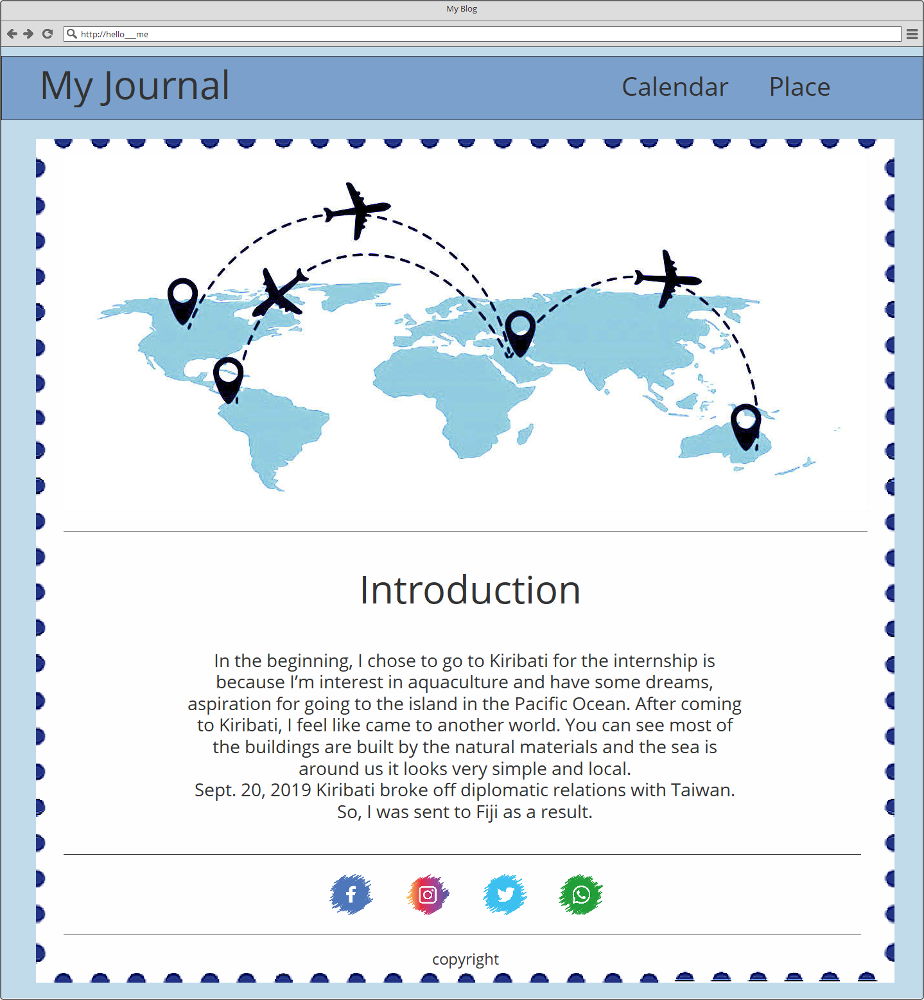 My Blog
http://hello___me
My Journal
Calendar
Place
Introduction
In the beginning, I chose to go to Kiribati for the internship is
because I’m interest in aquaculture and have some dreams,
aspiration for going to the island in the Pacific Ocean. After coming
to Kiribati, I feel like came to another world. You can see most of
the buildings are built by the natural materials and the sea is
around us it looks very simple and local.
Sept. 20, 2019 Kiribati broke off diplomatic relations with Taiwan.
So, I was sent to Fiji as a result.
copyright